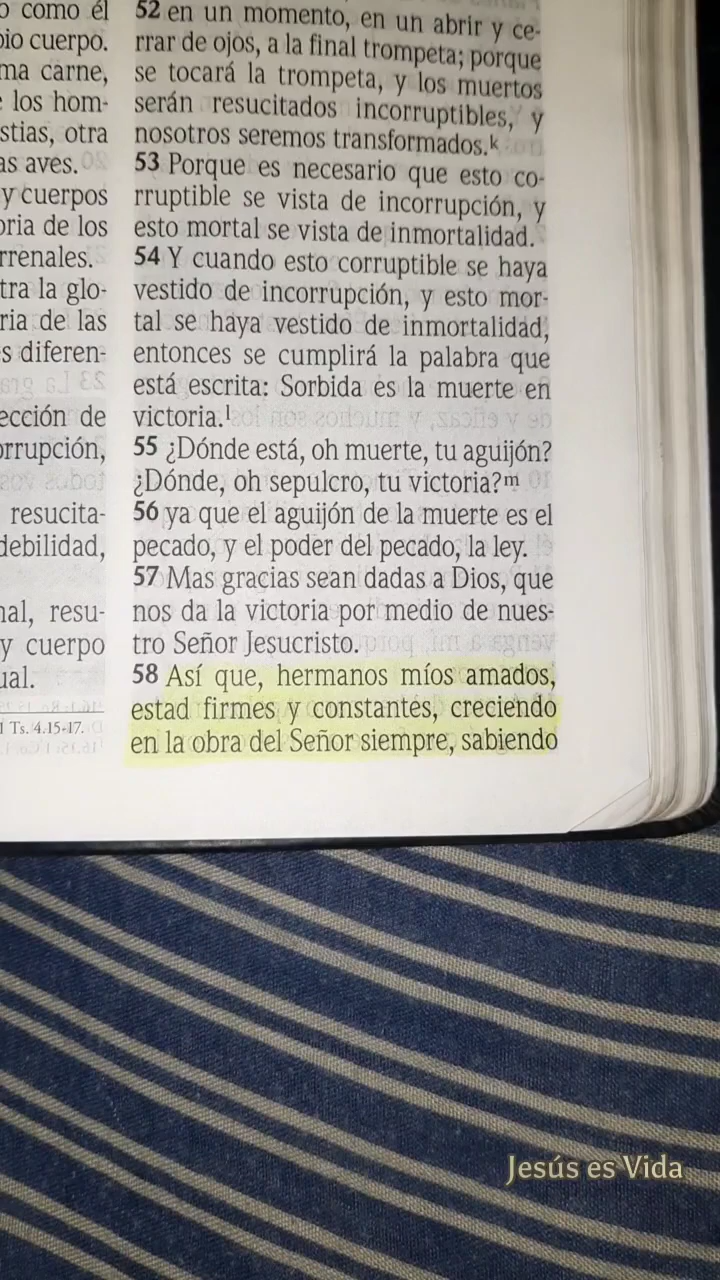 o como él
pio cuerpo.
ma carne,
e los hom-
stias, otra
as aves.
y cuerpos
oria de los
rrenales.
tra la glo-
ria de las
s diferen-
ección de
orrupción,
resucita-
debilidad,
nal, resu-
y cuerpo
ual.
1 Ts. 4.15-17.
52 en un momento, en un abrir y ce-
rrar de ojos, a la final trompeta; porque
se tocará la trompeta, y los muertos
serán resucitados incorruptibles, y
nosotros seremos transformados.k
53 Porque es necesario que esto co-
rruptible se vista de incorrupción, y
esto mortal se vista de inmortalidad.
54 Y cuando esto corruptible se haya
vestido de incorrupción, y esto mor-
tal se haya vestido de inmortalidad,
entonces se cumplirá la palabra que
está escrita: Sorbida es la muerte en
victoria.l
55 ¿Dónde está, oh muerte, tu aguijón?
¿Dónde, oh sepulcro, tu victoria?m
56 ya que el aguijón de la muerte es el
pecado, y el poder del pecado, la ley.
57 Mas gracias sean dadas a Dios, que
nos da la victoria por medio de nues-
tro Señor Jesucristo.
58 Así que, hermanos míos amados,
estad firmes y constantes, creciendo
en la obra del Señor siempre, sabiendo
Jesús es Vida